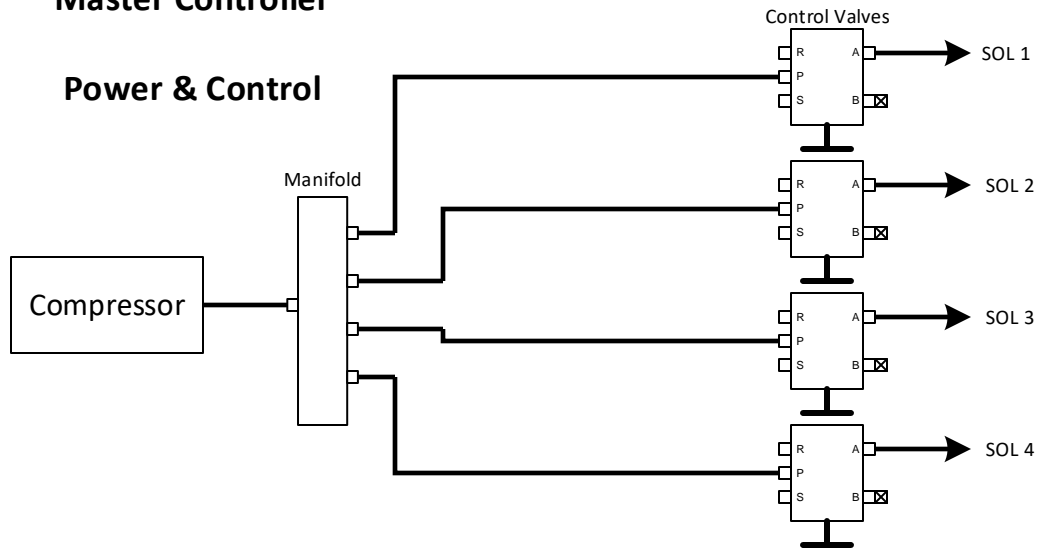 Master Controller
Power & Control
Control Valves
R A
P
S B
SOL 1
Manifold
R A
P
S B
SOL 2
Compressor
R A
P
S B
SOL 3
R A
P
S B
SOL 4